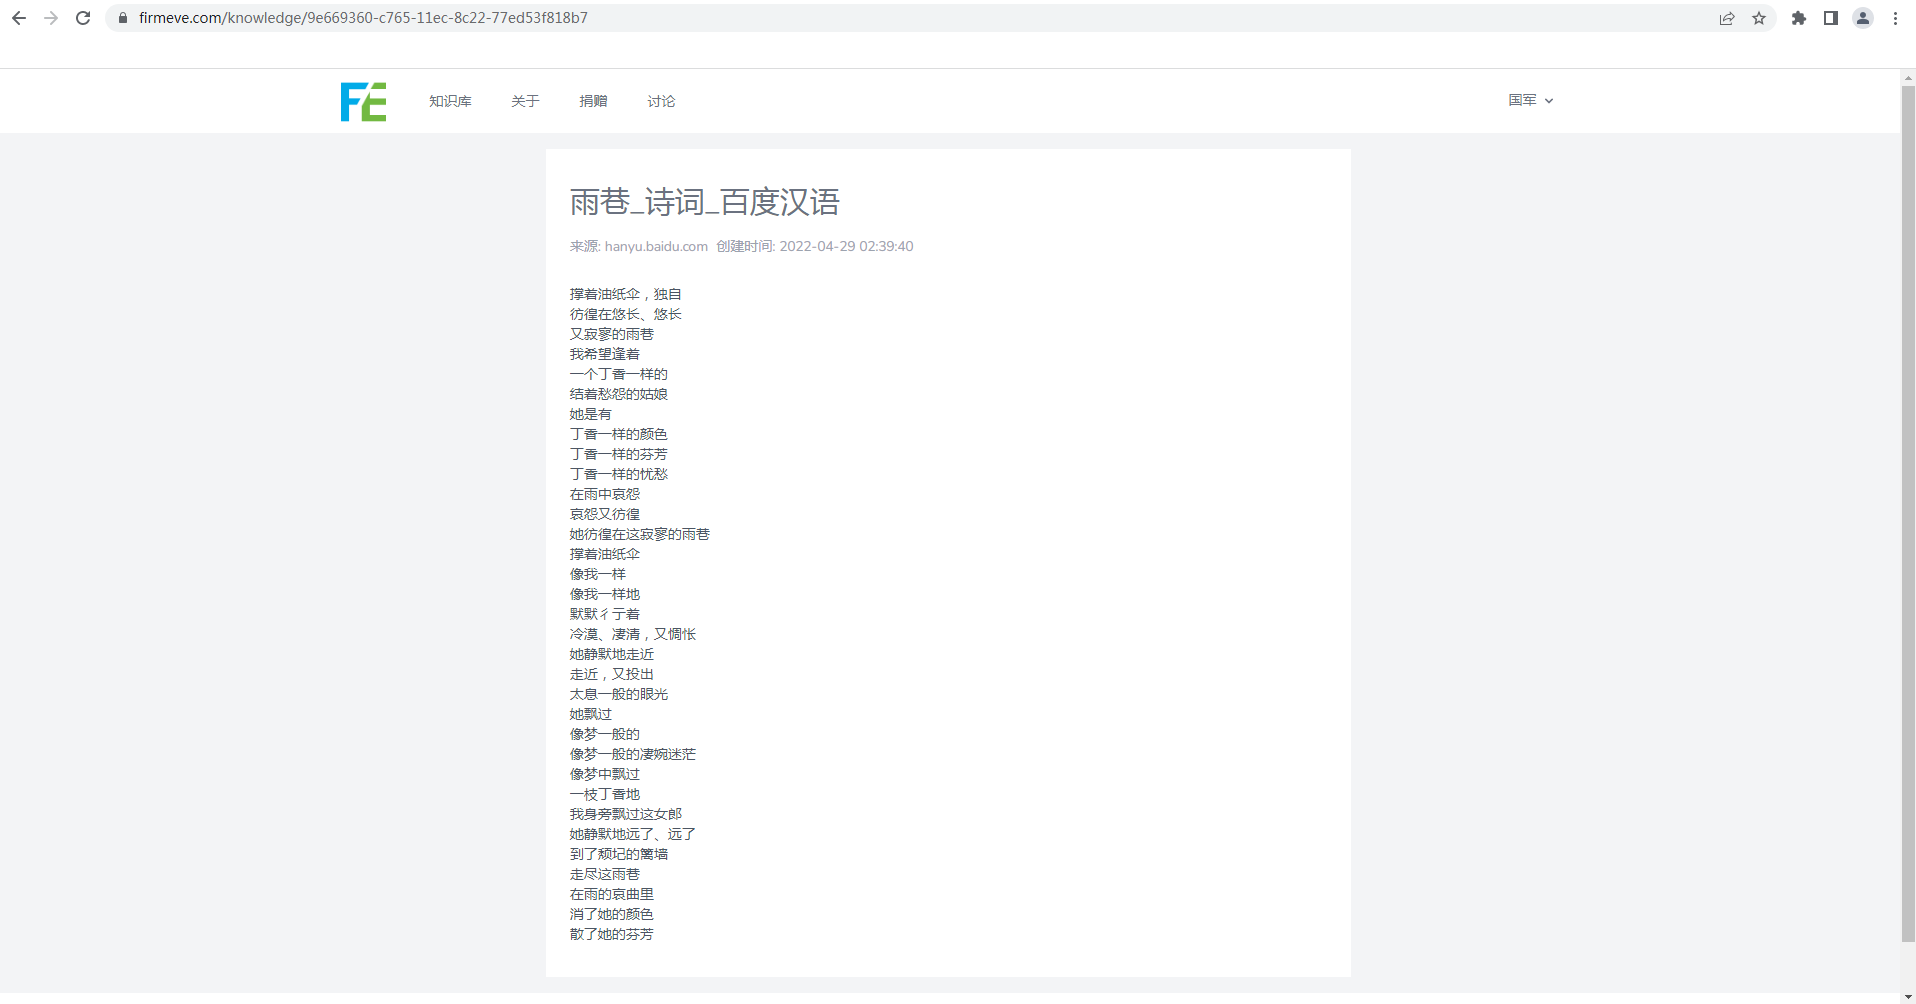 firmeve.com/knowledge/9e669360-c765-11ec-8c22-77ed53f818b7
FE 知识库 关于 捐赠 讨论 国军
雨巷_诗词_百度汉语
来源: hanyu.baidu.com 创建时间: 2022-04-29 02:39:40
撑着油纸伞，独自
彷徨在悠长、悠长
又寂寥的雨巷
我希望逢着
一个丁香一样的
结着愁怨的姑娘
她是有
丁香一样的颜色
丁香一样的芬芳
丁香一样的忧愁
在雨中哀怨
哀怨又彷徨
她彷徨在这寂寥的雨巷
撑着油纸伞
像我一样
像我一样地
默默彳亍着
冷漠、凄清，又惆怅
她静默地走近
走近，又投出
太息一般的眼光
她飘过
像梦一般的
像梦一般的凄婉迷茫
像梦中飘过
一枝丁香地
我身旁飘过这女郎
她静默地远了、远了
到了颓圮的篱墙
走尽这雨巷
在雨的哀曲里
消了她的颜色
散了她的芬芳